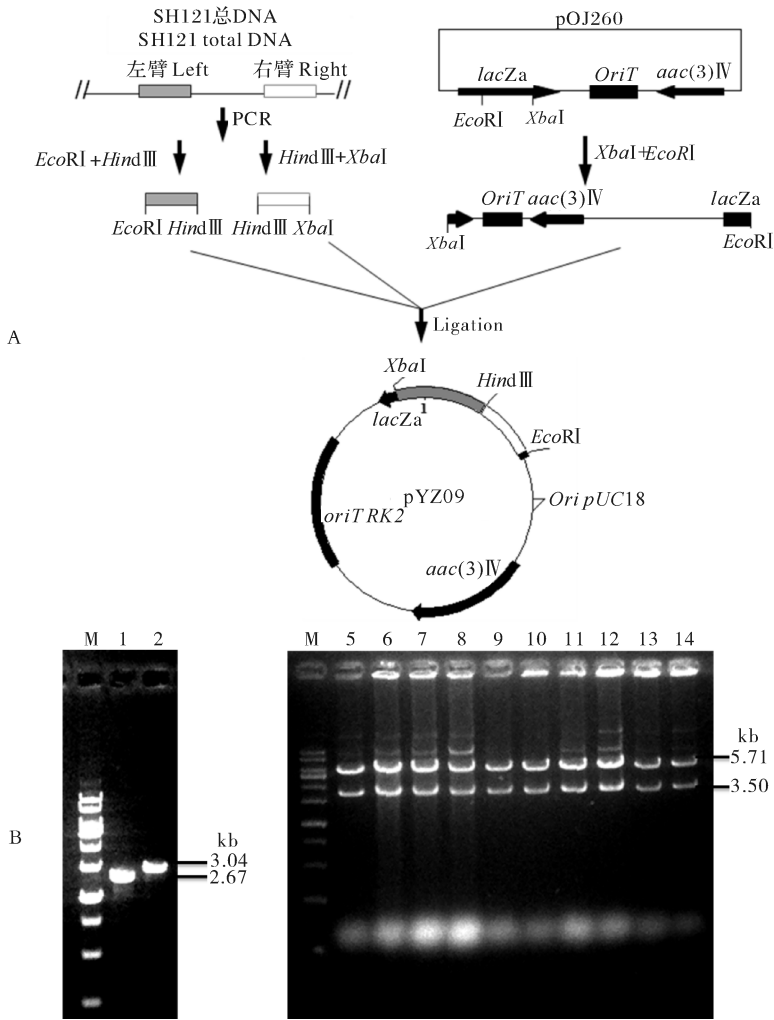 SH121总DNA
SH121 total DNA
左臂 Left
右臂 Right
PCR
EcoRⅠ+HindⅢ
HindⅢ+XbaⅠ
EcoRⅠ HindⅢ
HindⅢ XbaⅠ
pOJ260
lacZa
OriT
aac(3)Ⅳ
EcoRⅠ
XbaⅠ
XbaⅠ+EcoRⅠ
OriT aac(3)Ⅳ
lacZa
XbaⅠ
EcoRⅠ
Ligation
A
XbaⅠ
HindⅢ
lacZa
1
EcoRⅠ
pYZ09
oriT RK2
Ori pUC18
aac(3)Ⅳ
B
M 1 2
kb
3.04
2.67
M 5 6 7 8 9 10 11 12 13 14
kb
5.71
3.50